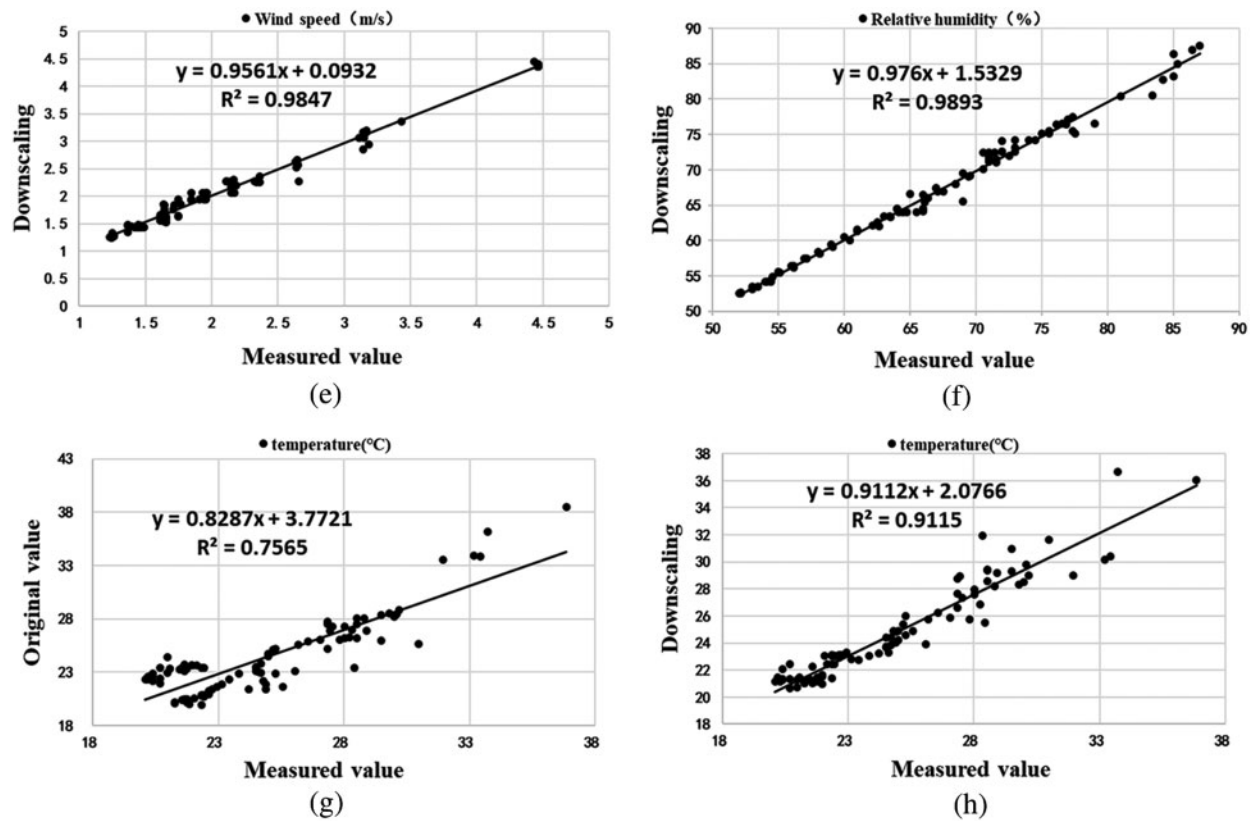 Wind speed（m/s）
5
4.5
4
3.5
3
2.5
2
1.5
1
0.5
0
y = 0.9561x + 0.0932
R² = 0.9847
Downscaling
1 1.5 2 2.5 3 3.5 4 4.5 5
Measured value
(e)
Relative humidity（%）
90
85
80
75
70
65
60
55
50
y = 0.976x + 1.5329
R² = 0.9893
Downscaling
50 55 60 65 70 75 80 85 90
Measured value
(f)
temperature(℃)
43
38
33
28
23
18
y = 0.8287x + 3.7721
R² = 0.7565
Original value
18 23 28 33 38
Measured value
(g)
temperature(℃)
38
36
34
32
30
28
26
24
22
20
18
y = 0.9112x + 2.0766
R² = 0.9115
Downscaling
18 23 28 33 38
Measured value
(h)